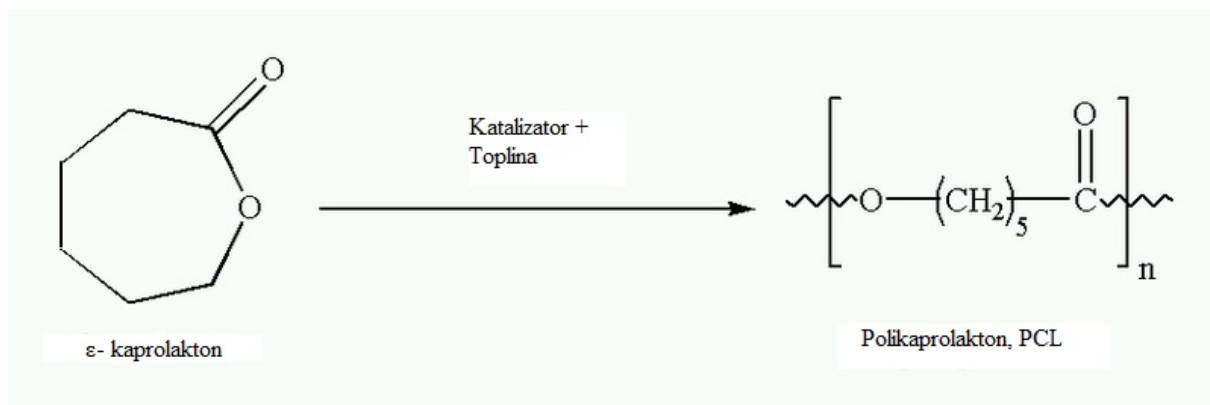 O
O
ε- kaprolakton
Katalizator +
Toplina
O
O—(CH₂)₅—C
n
Polikaprolakton, PCL